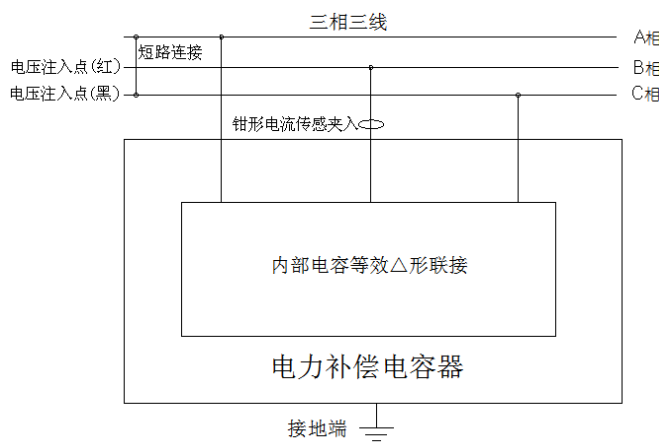 三相三线
A相
短路连接
电压注入点(红)
B相
电压注入点(黑)
C相
钳形电流传感夹入
内部电容等效△形联接
电力补偿电容器
接地端